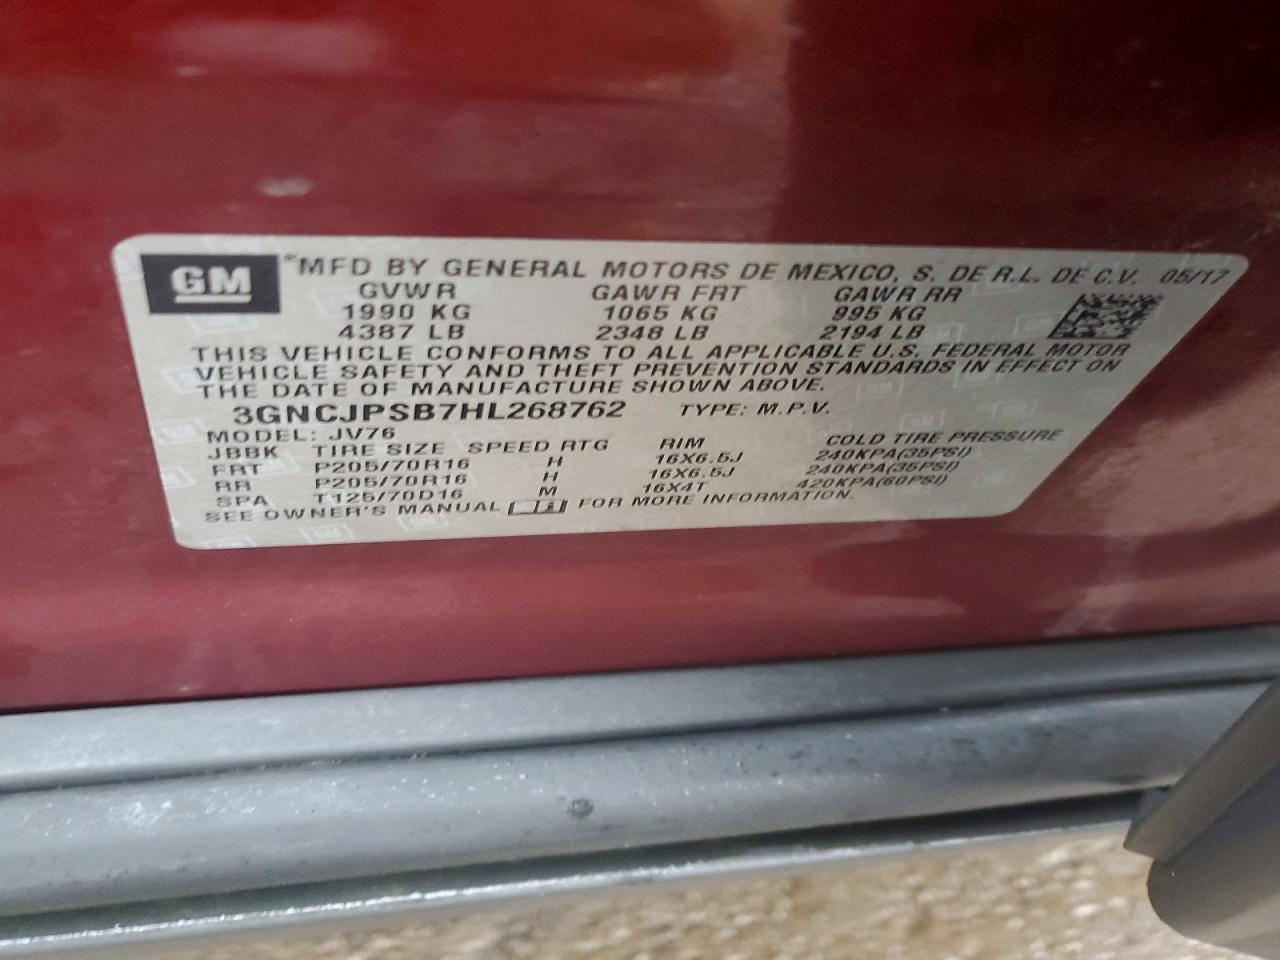 GM *MFD BY GENERAL MOTORS DE MEXICO, S. DE R.L. DE C.V. 05/17
GVWR GAWR FRT GAWR RR
1990 KG 1065 KG 995 KG
4387 LB 2348 LB 2194 LB
THIS VEHICLE CONFORMS TO ALL APPLICABLE U.S. FEDERAL MOTOR
VEHICLE SAFETY AND THEFT PREVENTION STANDARDS IN EFFECT ON
THE DATE OF MANUFACTURE SHOWN ABOVE.
3GNCJPSB7HL268762 TYPE: M.P.V.
MODEL: JV76
JBBK TIRE SIZE SPEED RTG RIM COLD TIRE PRESSURE
FRT P205/70R16 H 16X6.5J 240KPA(35PSI)
RR P205/70R16 H 16X6.5J 240KPA(35PSI)
SPA T125/70D16 M 16X4T 420KPA(60PSI)
SEE OWNER'S MANUAL FOR MORE INFORMATION.